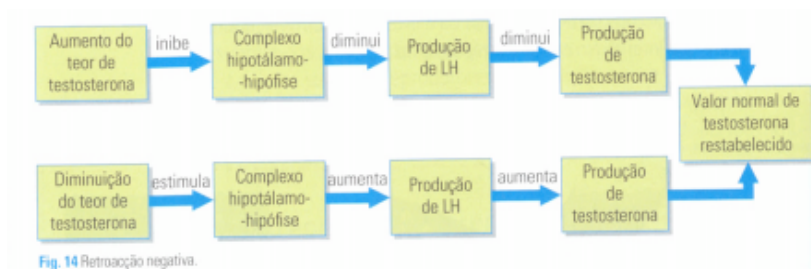 Aumento do
teor de
testosterona
inibe
Complexo
hipotálamo-
-hipófise
diminui
Produção
de LH
diminui
Produção
de
testosterona
Valor normal de
testosterona
restabelecido
Diminuição
do teor de
testosterona
estimula
Complexo
hipotálamo-
-hipófise
aumenta
Produção
de LH
aumenta
Produção
de
testosterona
Fig. 14 Retroacção negativa.